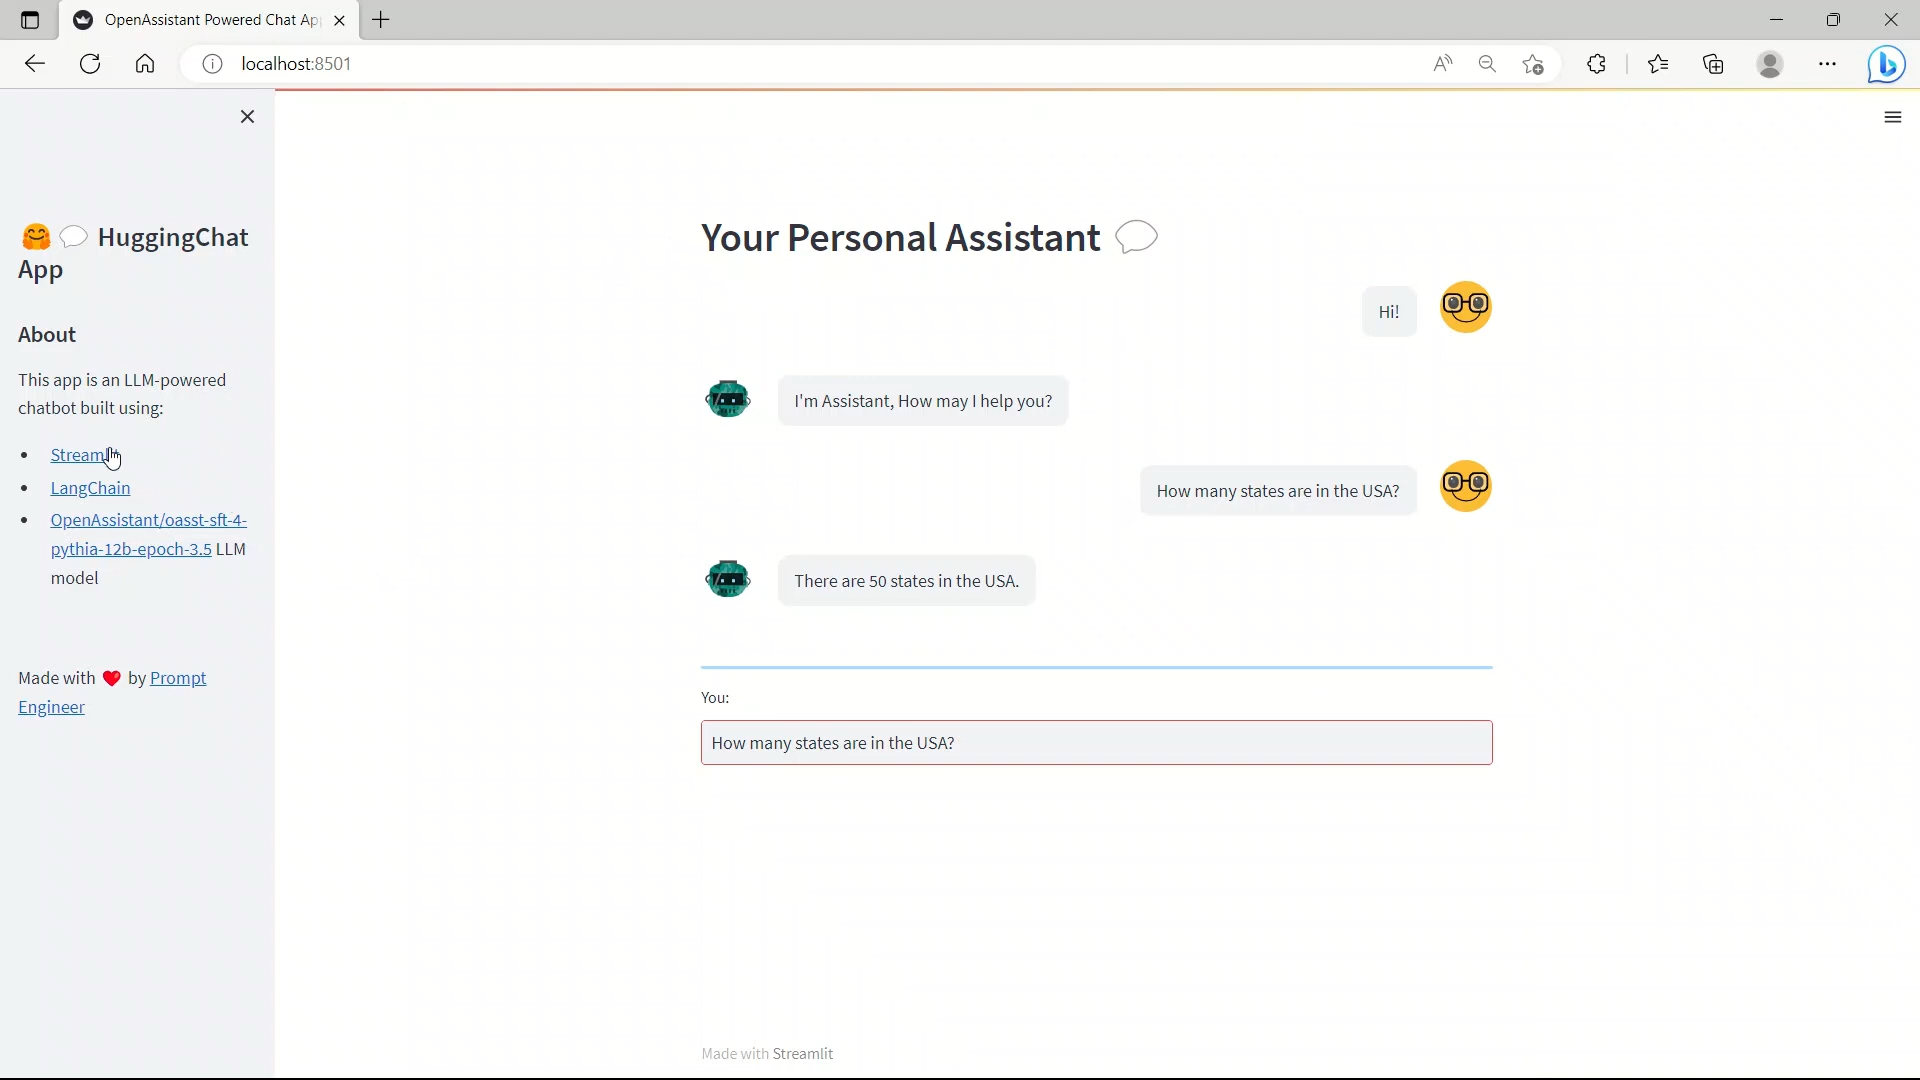 OpenAssistant Powered Chat Ap
localhost:8501
HuggingChat
App
About
This app is an LLM-powered
chatbot built using:
LangChain
OpenAssistant/oasst-sft-4-
pythia-12b-epoch-3.5 LLM
model
Made with ❤️ by Prompt
Engineer
Your Personal Assistant
Hi!
I'm Assistant, How may I help you?
How many states are in the USA?
There are 50 states in the USA.
You:
How many states are in the USA?
Made with Streamlit